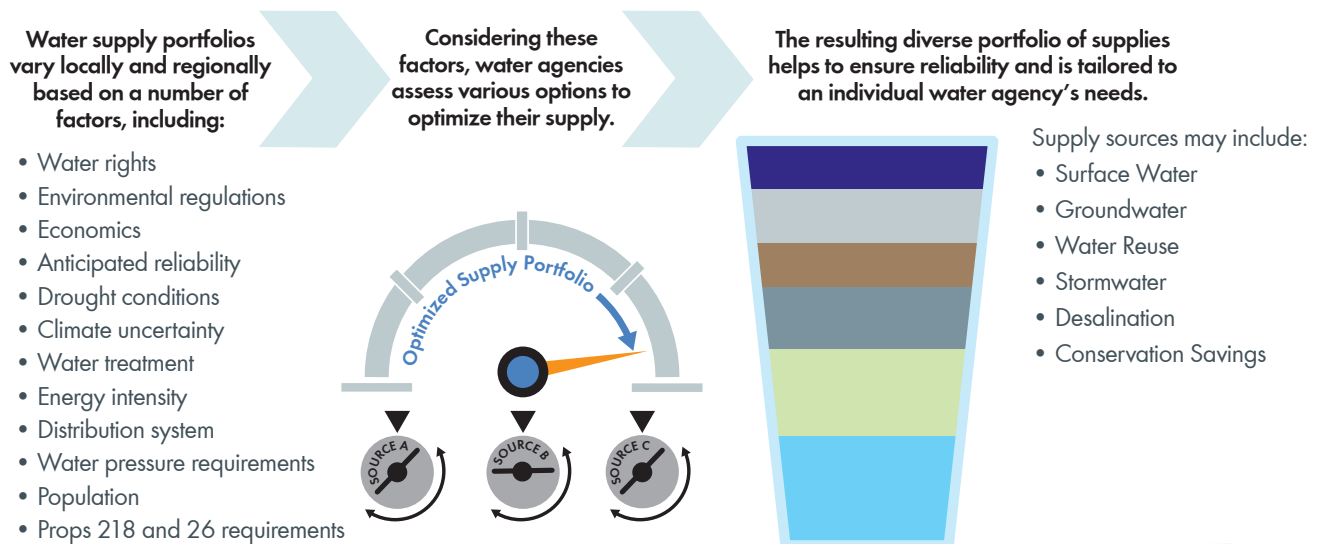 Water supply portfolios
vary locally and regionally
based on a number of
factors, including:
• Water rights
• Environmental regulations
• Economics
• Anticipated reliability
• Drought conditions
• Climate uncertainty
• Water treatment
• Energy intensity
• Distribution system
• Water pressure requirements
• Population
• Props 218 and 26 requirements
Considering these
factors, water agencies
assess various options to
optimize their supply.
Optimized Supply Portfolio
SOURCE A
SOURCE B
SOURCE C
The resulting diverse portfolio of supplies
helps to ensure reliability and is tailored to
an individual water agency’s needs.
Supply sources may include:
• Surface Water
• Groundwater
• Water Reuse
• Stormwater
• Desalination
• Conservation Savings